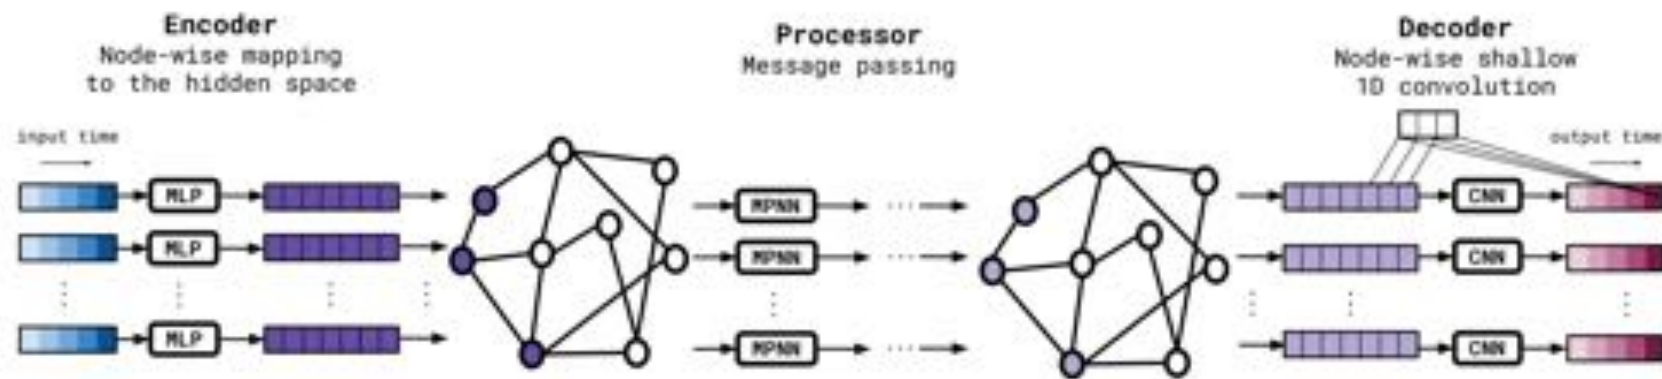 Encoder
Node-wise mapping
to the hidden space
Processor
Message passing
Decoder
Node-wise shallow
1D convolution
input time
output time
MLP
MPNN
CNN
MLP
MPNN
CNN
MLP
MPNN
CNN